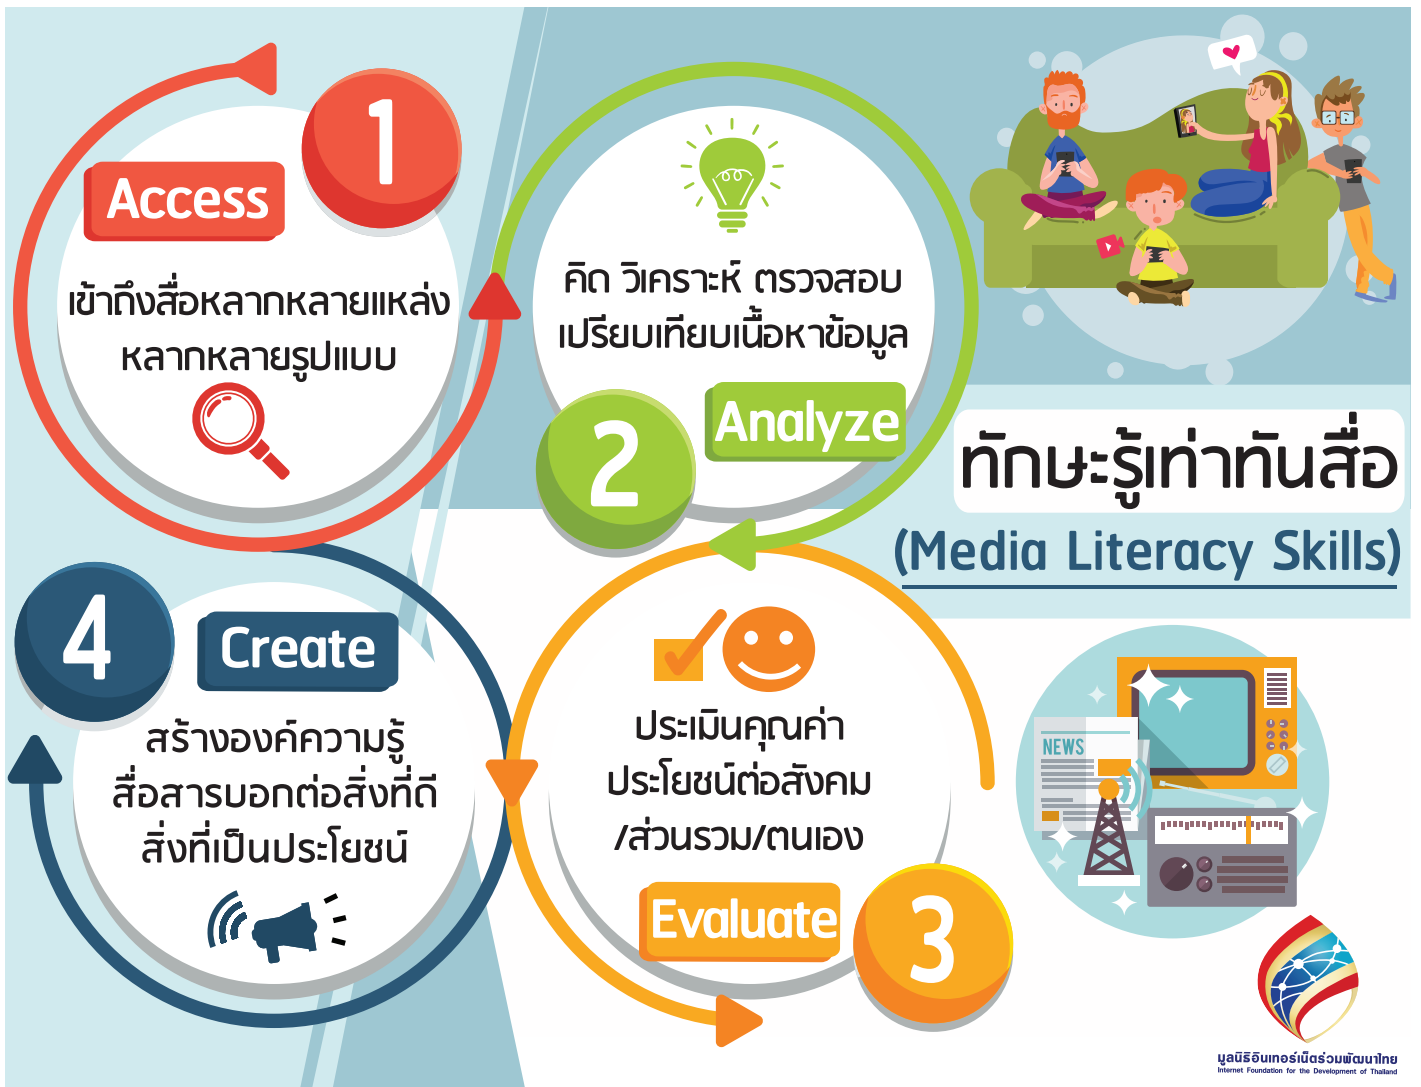 1
Access
เข้าถึงสื่อหลากหลายแหล่ง
หลากหลายรูปแบบ
คิด วิเคราะห์ ตรวจสอบ
เปรียบเทียบเนื้อหาข้อมูล
2
Analyze
ทักษะรู้เท่าทันสื่อ
(Media Literacy Skills)
ประเมินคุณค่า
ประโยชน์ต่อสังคม
/ส่วนรวม/ตนเอง
Evaluate
3
4
Create
สร้างองค์ความรู้
สื่อสารบอกต่อสิ่งที่ดี
สิ่งที่เป็นประโยชน์
NEWS
มูลนิธิอินเทอร์เน็ตร่วมพัฒนาไทย
Internet Foundation for the Development of Thailand